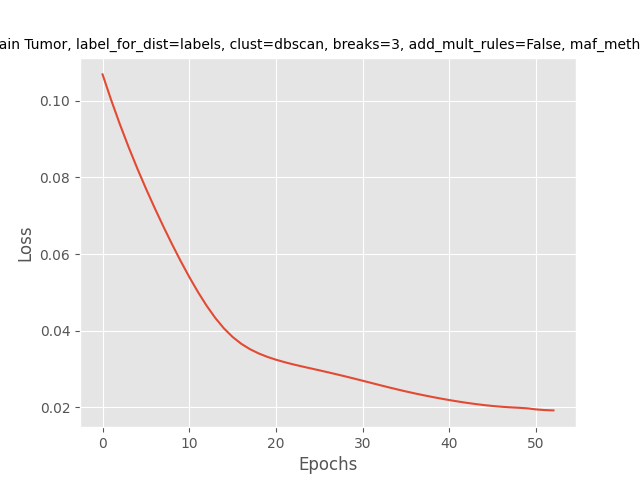 ain Tumor, label_for_dist=labels, clust=dbscan, breaks=3, add_mult_rules=False, maf_meth
0.10
0.08
0.06
0.04
0.02
Loss
0 10 20 30 40 50
Epochs